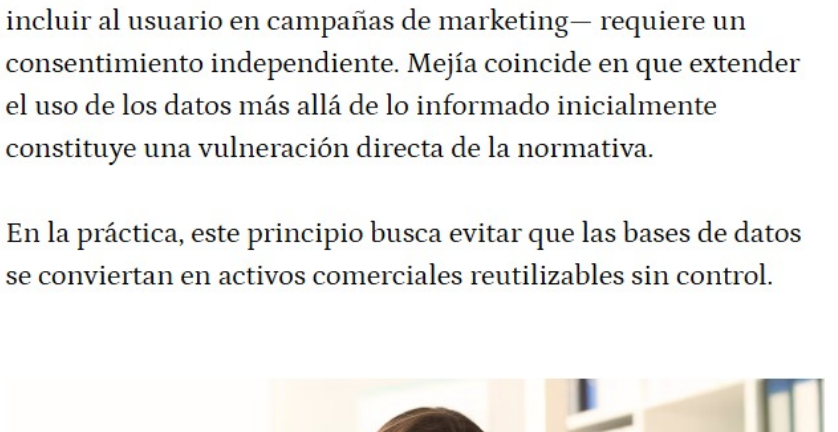 incluir al usuario en campañas de marketing— requiere un
consentimiento independiente. Mejía coincide en que extender
el uso de los datos más allá de lo informado inicialmente
constituye una vulneración directa de la normativa.
En la práctica, este principio busca evitar que las bases de datos
se conviertan en activos comerciales reutilizables sin control.